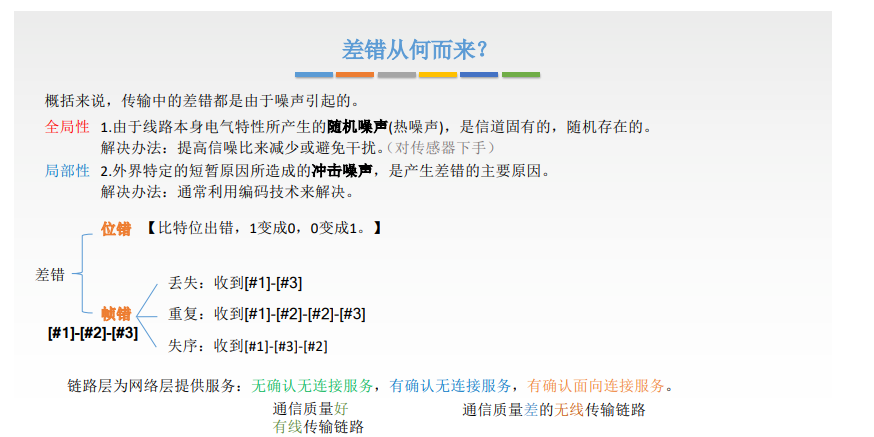 差错从何而来？
概括来说，传输中的差错都是由于噪声引起的。
全局性 1.由于线路本身电气特性所产生的随机噪声(热噪声)，是信道固有的，随机存在的。
解决办法：提高信噪比来减少或避免干扰。（对传感器下手）
局部性 2.外界特定的短暂原因所造成的冲击噪声，是产生差错的主要原因。
解决办法：通常利用编码技术来解决。
位错 【比特位出错，1变成0，0变成1。】
差错
丢失：收到[#1]-[#3]
帧错 重复：收到[#1]-[#2]-[#2]-[#3]
[#1]-[#2]-[#3]
失序：收到[#1]-[#3]-[#2]
链路层为网络层提供服务：无确认无连接服务，有确认无连接服务，有确认面向连接服务。
通信质量好 通信质量差的无线传输链路
有线传输链路